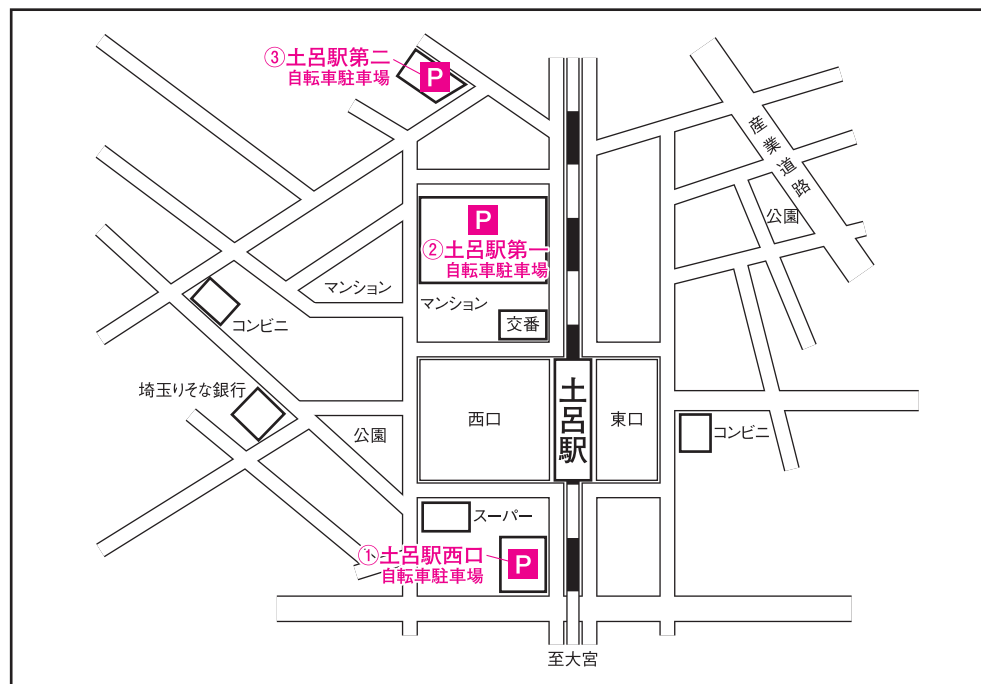 ③土呂駅第二
自転車駐車場
P
産業道路
公園
P
②土呂駅第一
自転車駐車場
マンション
マンション
交番
コンビニ
埼玉りそな銀行
公園
西口
土呂駅
東口
コンビニ
スーパー
①土呂駅西口
自転車駐車場
P
至大宮